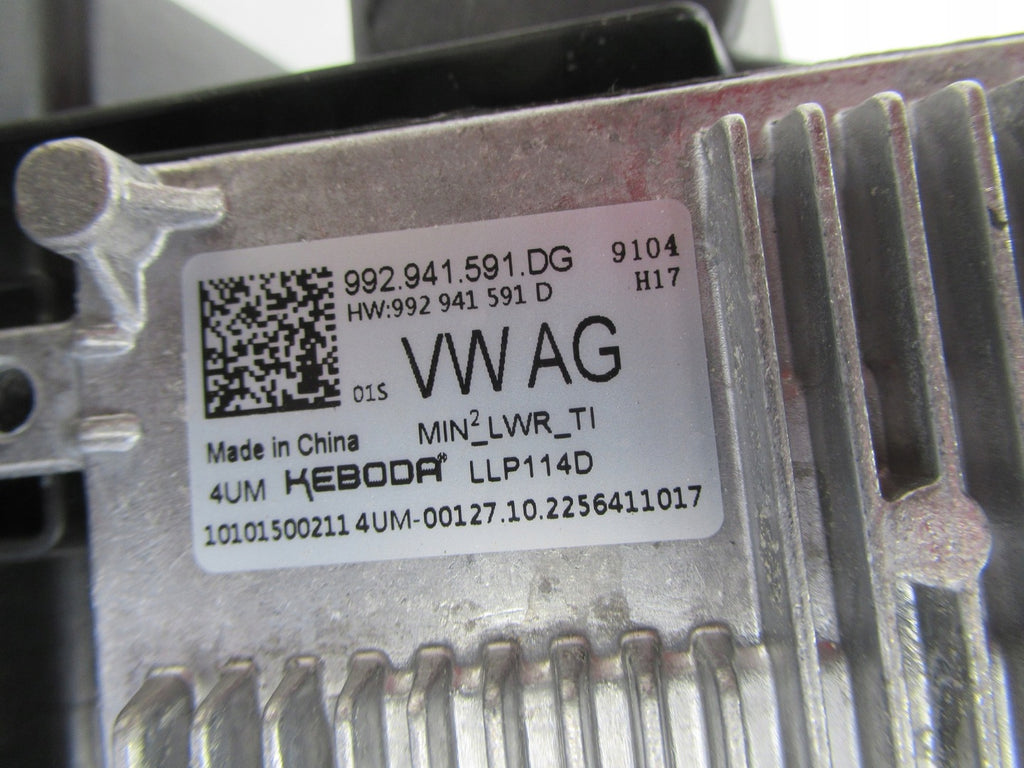 992.941.591.DG 9104
HW:992 941 591 D H17
01S VW AG
MIN²_LWR_TI
Made in China
4UM KEBODA* LLP114D
10101500211 4UM-00127.10.2256411017